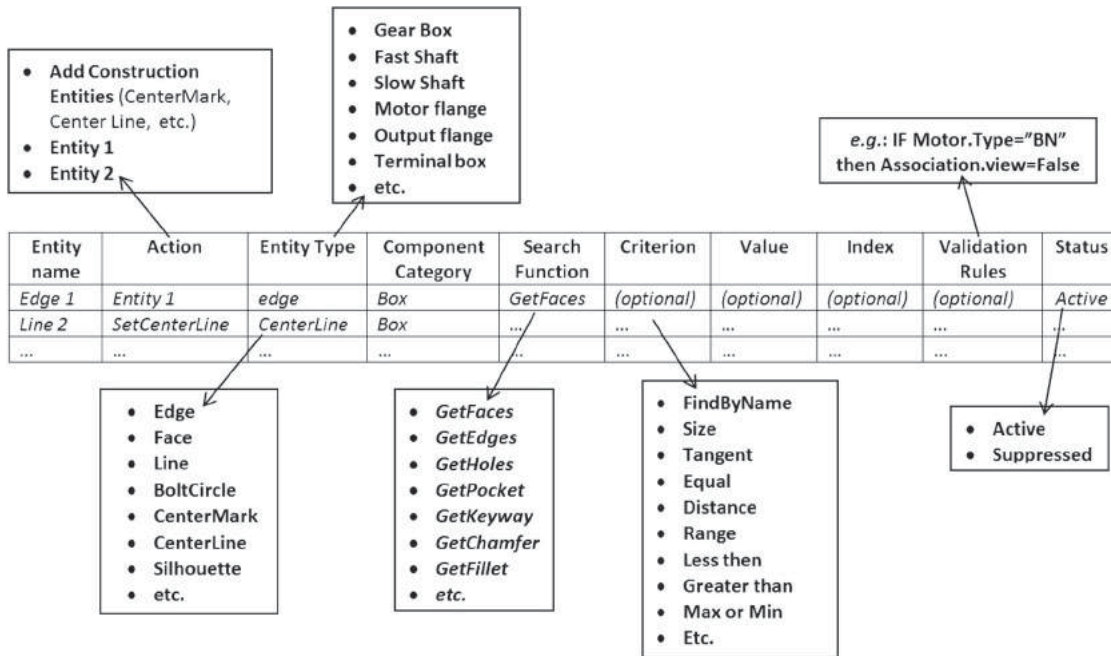 • Gear Box
• Fast Shaft
• Slow Shaft
• Motor flange
• Output flange
• Terminal box
• etc.
• Add Construction
Entities (CenterMark,
Center Line, etc.)
• Entity 1
• Entity 2
e.g.: IF Motor.Type=”BN”
then Association.view=False
Entity name Action Entity Type Component Category Search Function Criterion Value Index Validation Rules Status
Edge 1 Entity 1 edge Box GetFaces (optional) (optional) (optional) (optional) Active
Line 2 SetCenterLine CenterLine Box ... ... ... ... ... ...
... ... ... ... ... ... ... ... ... ...
• Edge
• Face
• Line
• BoltCircle
• CenterMark
• CenterLine
• Silhouette
• etc.
• GetFaces
• GetEdges
• GetHoles
• GetPocket
• GetKeyway
• GetChamfer
• GetFillet
• etc.
• FindByName
• Size
• Tangent
• Equal
• Distance
• Range
• Less then
• Greater than
• Max or Min
• Etc.
• Active
• Suppressed